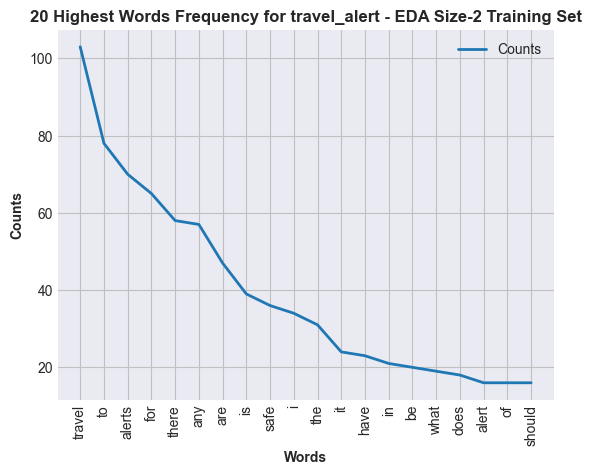 20 Highest Words Frequency for travel_alert - EDA Size-2 Training Set
Counts
100
80
60
40
20
Counts
travel
to
alerts
for
there
any
are
is
safe
i
the
it
have
in
be
what
does
alert
of
should
Words